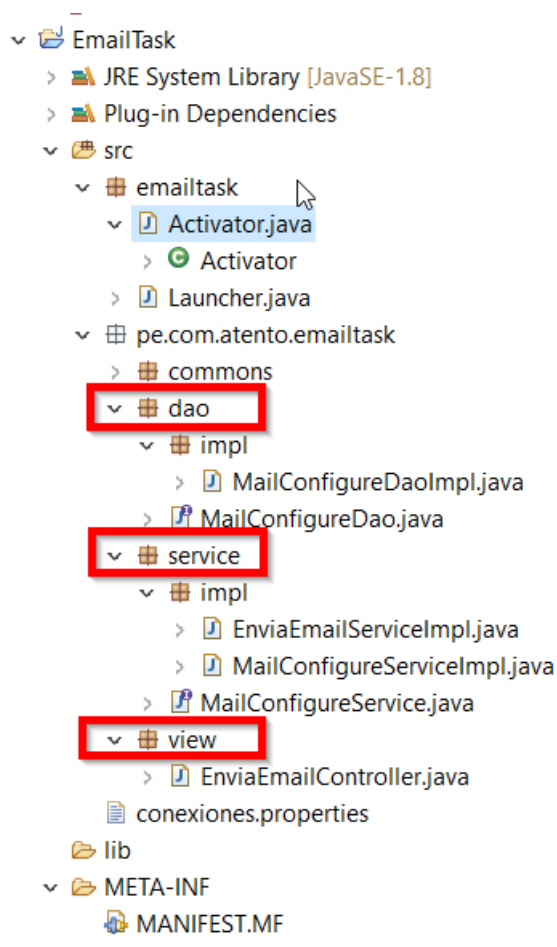 EmailTask
JRE System Library [JavaSE-1.8]
Plug-in Dependencies
src
emailtask
Activator.java
Activator
Launcher.java
pe.com.atento.emailtask
commons
dao
impl
MailConfigureDaoImpl.java
MailConfigureDao.java
service
impl
EnviaEmailServiceImpl.java
MailConfigureServiceImpl.java
MailConfigureService.java
view
EnviaEmailController.java
conexiones.properties
lib
META-INF
MANIFEST.MF